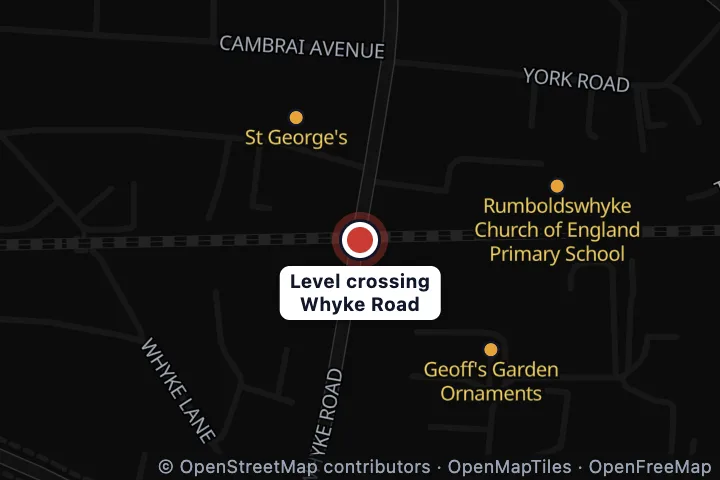 CAMBRAI AVENUE
YORK ROAD
St George's
Rumboldswhyke
Church of England
Primary School
Level crossing
Whyke Road
Geoff's Garden
Ornaments
WHYKE LANE
WHYKE ROAD
© OpenStreetMap contributors · OpenMapTiles · OpenFreeMap